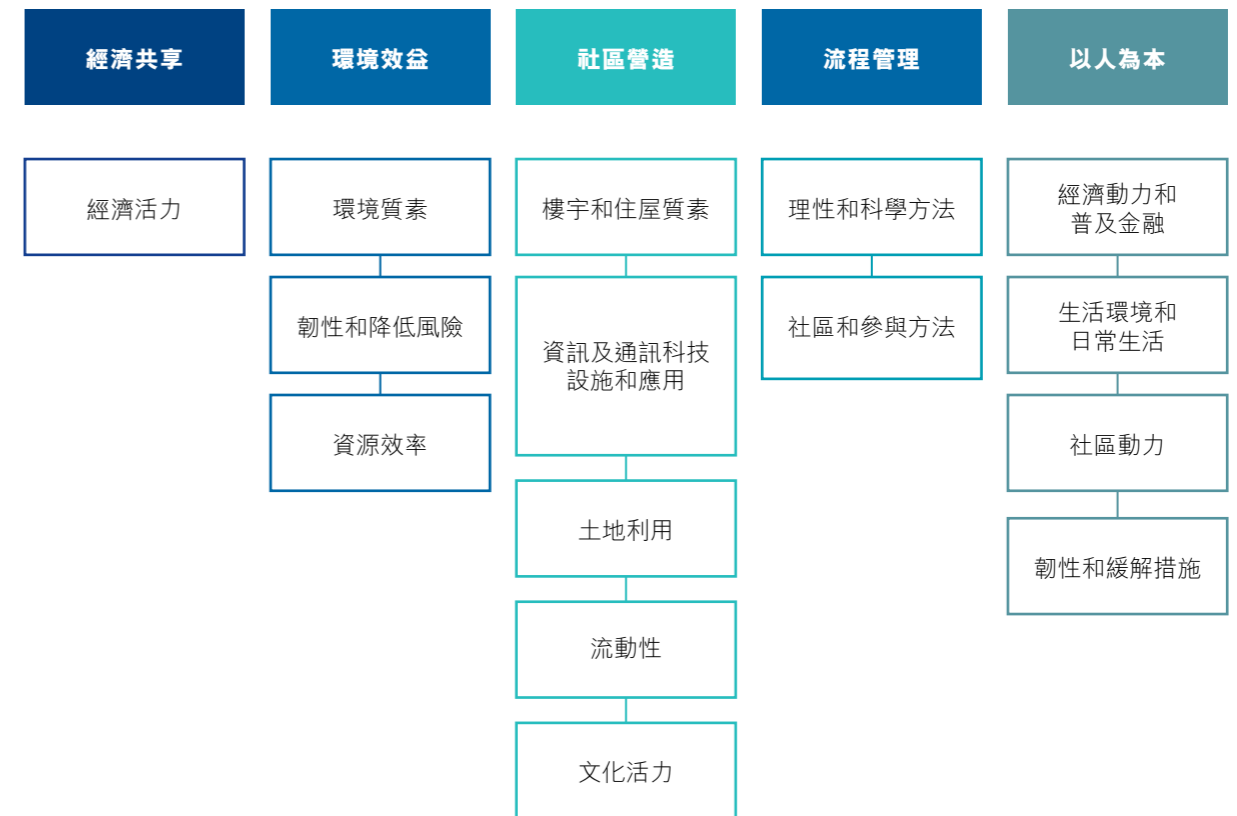 經濟共享
環境效益
社區營造
流程管理
以人為本
經濟活力
環境質素
韌性和降低風險
資源效率
樓宇和住屋質素
資訊及通訊科技
設施和應用
土地利用
流動性
文化活力
理性和科學方法
社區和參與方法
經濟動力和
普及金融
生活環境和
日常生活
社區動力
韌性和緩解措施